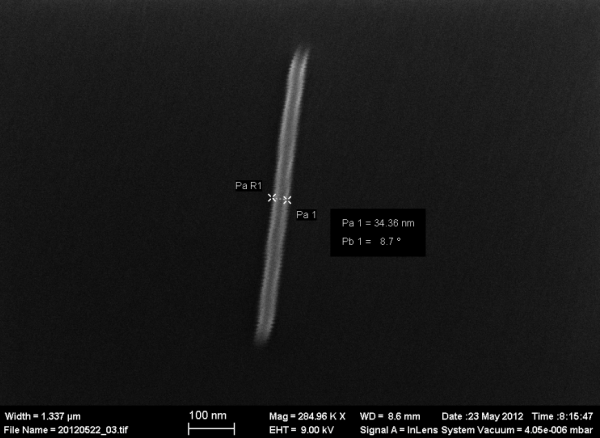 Pa R1
Pa 1
Pa 1 = 34.36 nm
Pb 1 = 8.7 °
Width = 1.337 µm 100 nm Mag = 284.96 K X WD = 8.6 mm Date :23 May 2012 Time :8:15:47
File Name = 20120522_03.tif EHT = 9.00 kV Signal A = InLens System Vacuum = 4.05e-006 mbar